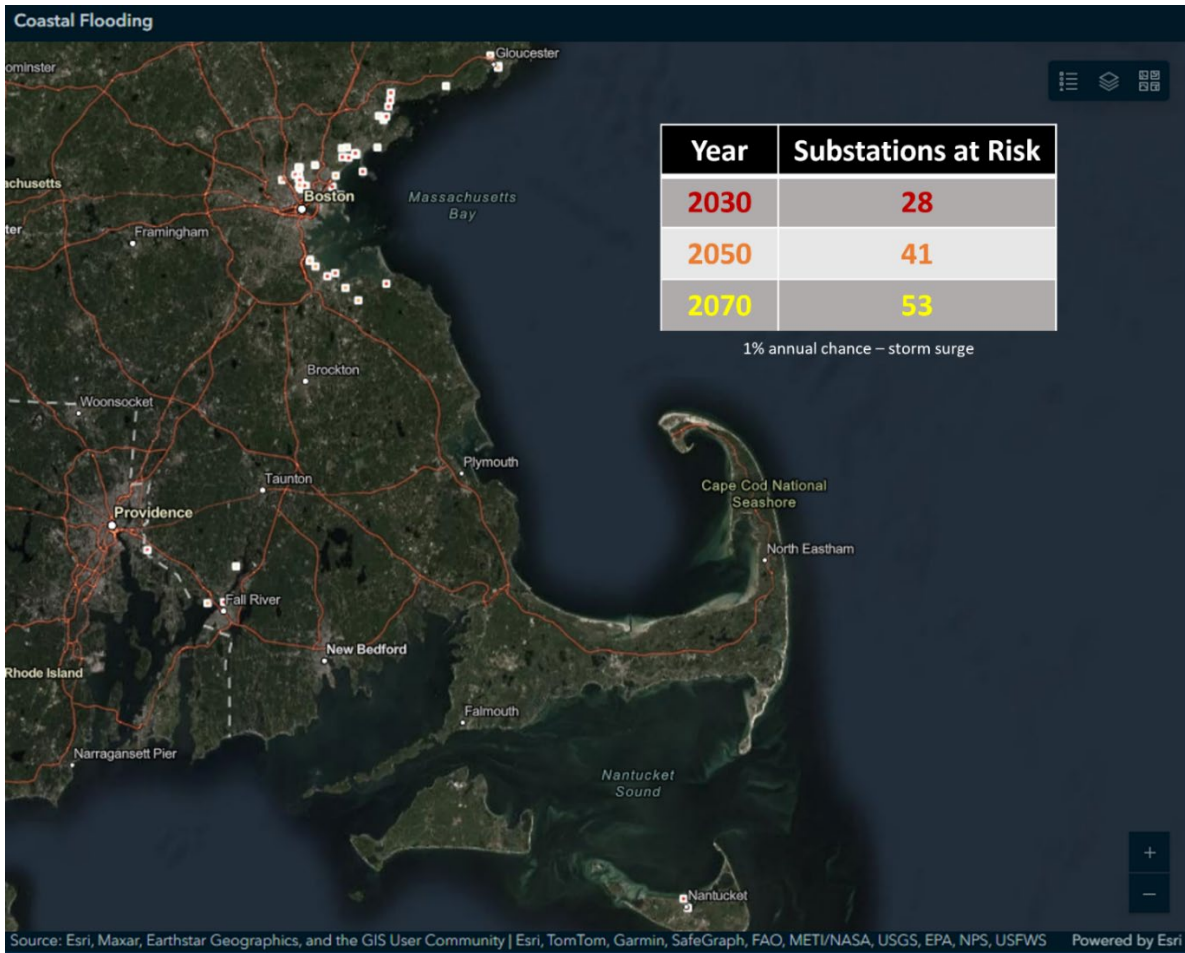 Coastal Flooding
Gloucester
ominster
Year Substations at Risk
2030 28
2050 41
2070 53
1% annual chance – storm surge
achusetts
Boston
Massachusetts
Bay
ter
Framingham
Brockton
Woonsocket
Plymouth
Taunton
Cape Cod National
Seashore
Providence
North Eastham
Fall River
New Bedford
Rhode Island
Falmouth
Narragansett Pier
Nantucket
Sound
Nantucket
+
−
Source: Esri, Maxar, Earthstar Geographics, and the GIS User Community | Esri, TomTom, Garmin, SafeGraph, FAO, METI/NASA, USGS, EPA, NPS, USFWS Powered by Esri